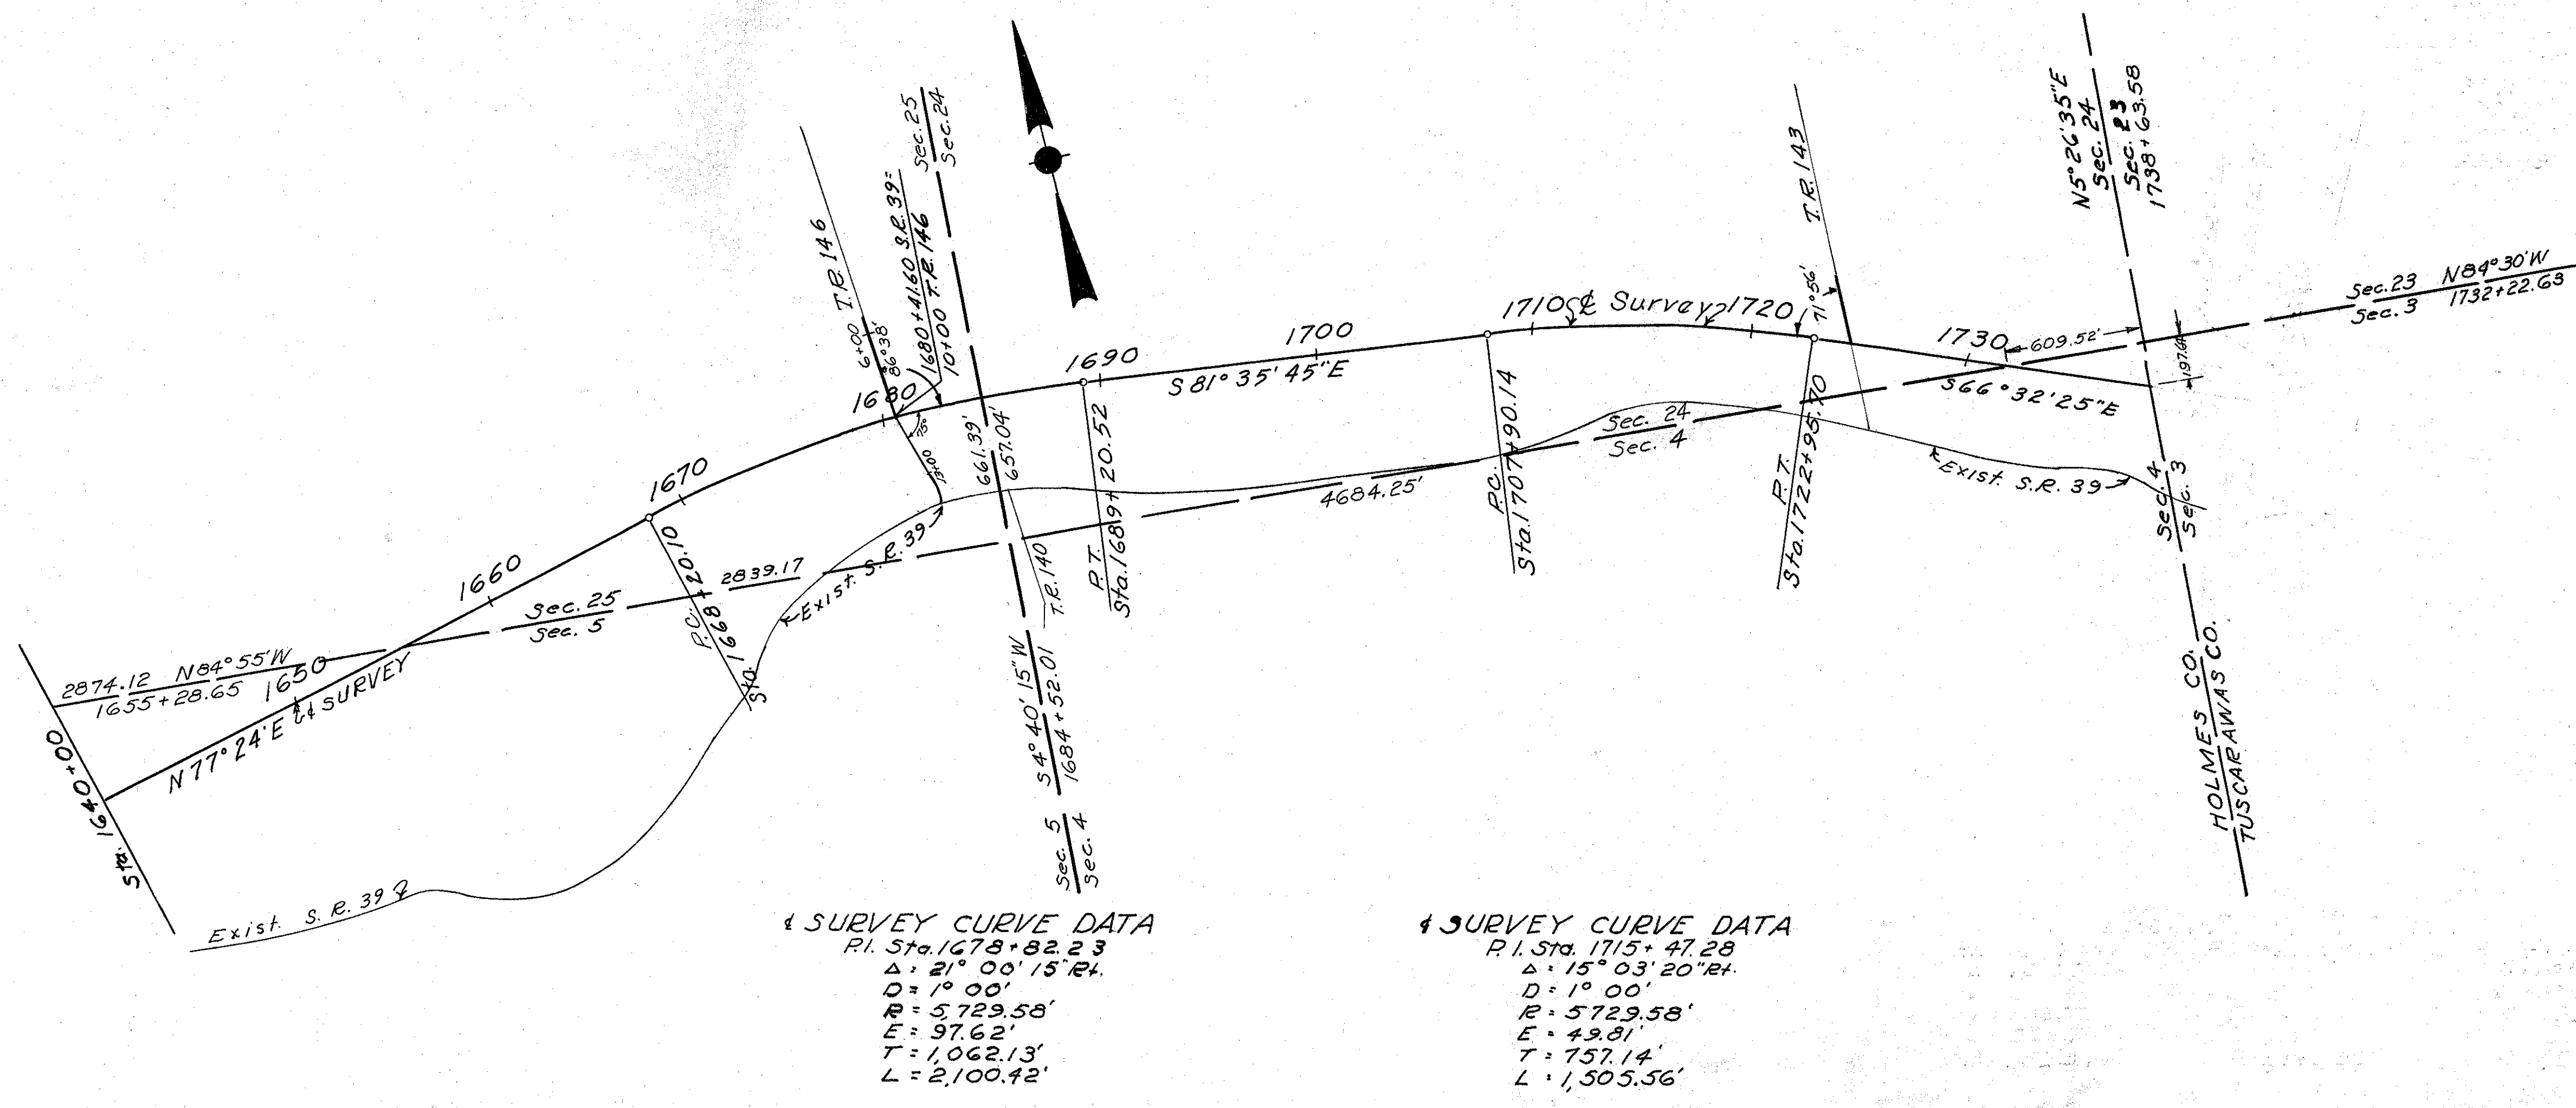 Sta. 1640+00
2874.12 N84°55'W
1655+28.65
N77°24'E ℄ SURVEY
1650
1660
1670
1680
1690
1700
1710
℄ Survey
1720
1730
Sec. 25
Sec. 5
2839.17
P.C.
Sta. 1668+20.10
Exist. S.R. 39
Exist. S.R. 39
T.R. 146
6+00
86°38'
1680+41.60 S.R. 39=
10+00 T.R. 146
Sec. 25
Sec. 24
75°
13+00
661.39'
657.04'
T.R. 140
S4°40'15"W
1684+52.01
Sec. 5
Sec. 4
P.T.
Sta. 1689+20.52
S 81° 35' 45"E
4684.25'
P.C.
Sta. 1707+90.14
Sec. 24
Sec. 4
P.T.
Sta. 1722+95.70
71°56'
T.R. 143
S66°32'25"E
609.52'
Exist. S.R. 39
N5°26'35"E
Sec. 24
Sec. 23
1738+63.58
Sec. 23 N84°30'W
Sec. 3 1732+22.63
Sec. 4
Sec. 3
HOLMES CO.
TUSCARAWAS CO.
℄ SURVEY CURVE DATA
P.I. Sta. 1678+82.23
Δ = 21° 00' 15" Rt.
D = 1° 00'
R = 5,729.58'
E = 97.62'
T = 1,062.13'
L = 2,100.42'
℄ SURVEY CURVE DATA
P.I. Sta. 1715+47.28
Δ = 15° 03' 20" Rt.
D = 1° 00'
R = 5729.58'
E = 49.81'
T = 757.14'
L = 1,505.56'